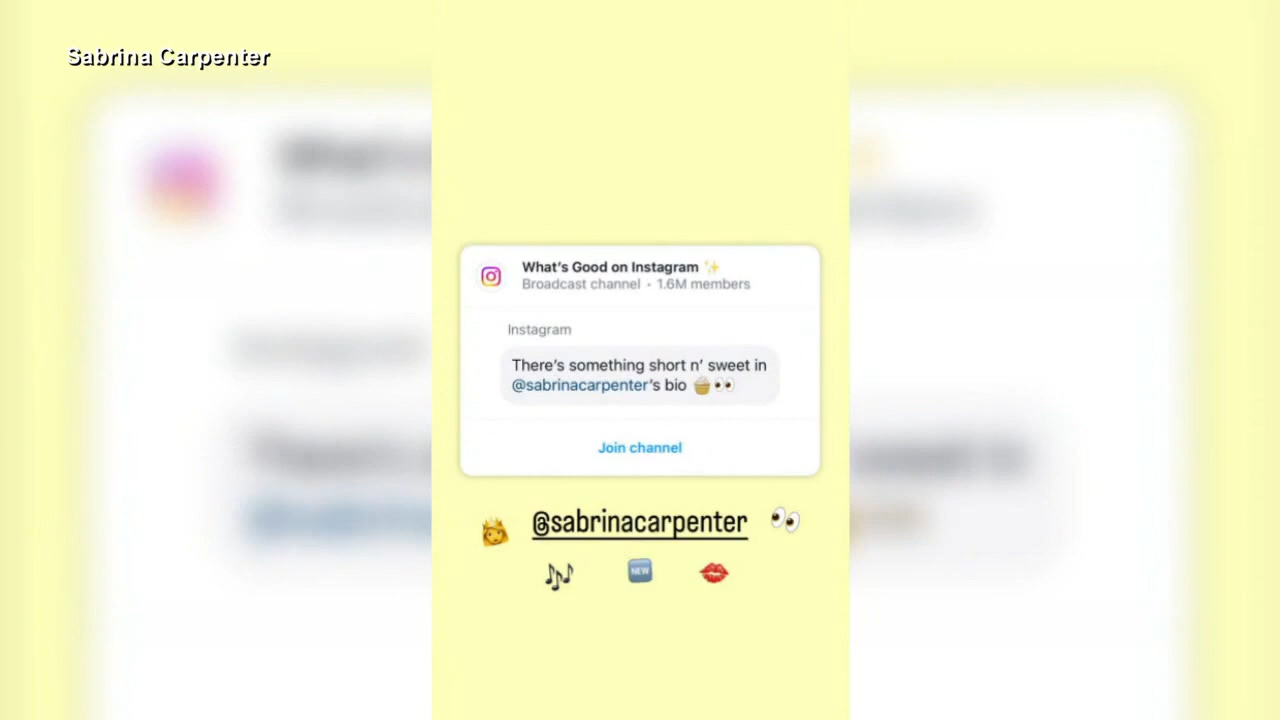 Sabrina Carpenter
What's Good on Instagram ✨
Broadcast channel • 1.6M members
Instagram
There's something short n' sweet in
@sabrinacarpenter's bio 🧁👀
Join channel
👸 @sabrinacarpenter 👀
🎶 🆕 💋